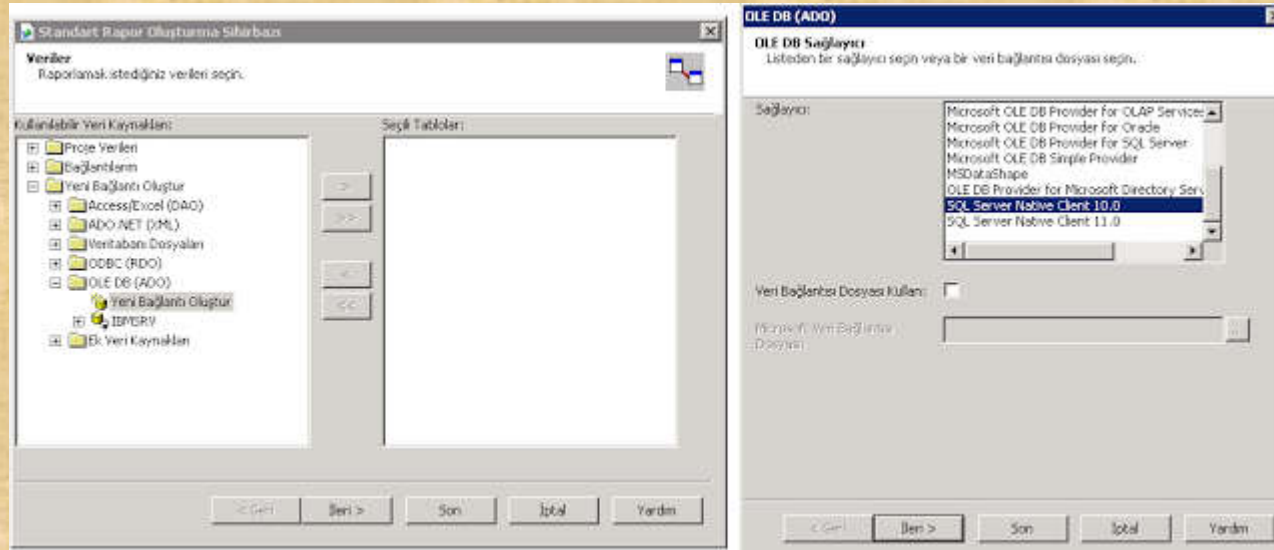 Standart Rapor Oluşturma Sihirbazı
Veriler
Raporlamak istediğiniz verileri seçin.
Kullanılabilir Veri Kaynakları:
Seçili Tablolar:
Proje Verileri
Bağlantılarım
Yeni Bağlantı Oluştur
Access/Excel (DAO)
ADO.NET (XML)
Veritabanı Dosyaları
ODBC (RDO)
OLE DB (ADO)
Yeni Bağlantı Oluştur
IBMSRV
Ek Veri Kaynakları
>
>>
<
<<
< Geri
İleri >
Son
İptal
Yardım
OLE DB (ADO)
OLE DB Sağlayıcı
Listeden bir sağlayıcı seçin veya bir veri bağlantısı dosyası seçin.
Sağlayıcı:
Microsoft OLE DB Provider for OLAP Services
Microsoft OLE DB Provider for Oracle
Microsoft OLE DB Provider for SQL Server
Microsoft OLE DB Simple Provider
MSDataShape
OLE DB Provider for Microsoft Directory Serv
SQL Server Native Client 10.0
SQL Server Native Client 11.0
Veri Bağlantısı Dosyası Kullan:
Microsoft Veri Bağlantısı
Dosyası:
...
< Geri
İleri >
Son
İptal
Yardım